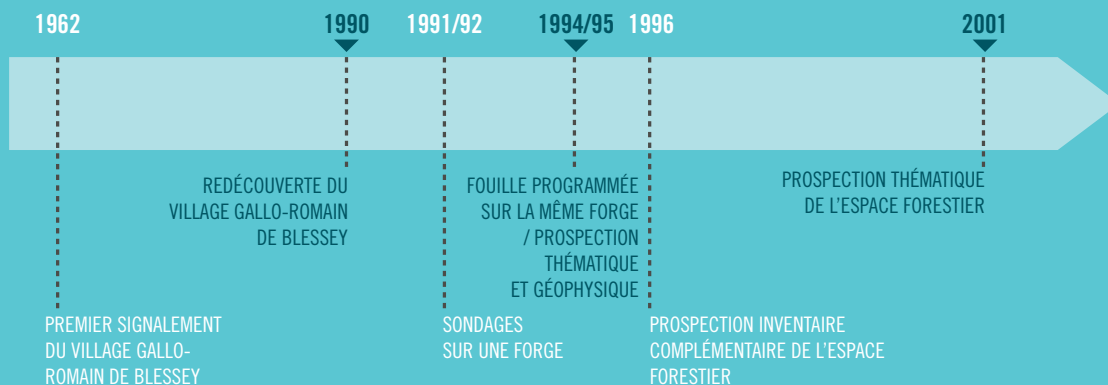 1962
PREMIER SIGNALEMENT
DU VILLAGE GALLO-
ROMAIN DE BLESSEY
1990
REDÉCOUVERTE DU
VILLAGE GALLO-ROMAIN
DE BLESSEY
1991/92
SONDAGES
SUR UNE FORGE
1994/95
FOUILLE PROGRAMMÉE
SUR LA MÊME FORGE
/ PROSPECTION
THÉMATIQUE
ET GÉOPHYSIQUE
1996
PROSPECTION INVENTAIRE
COMPLÉMENTAIRE DE L'ESPACE
FORESTIER
2001
PROSPECTION THÉMATIQUE
DE L'ESPACE FORESTIER